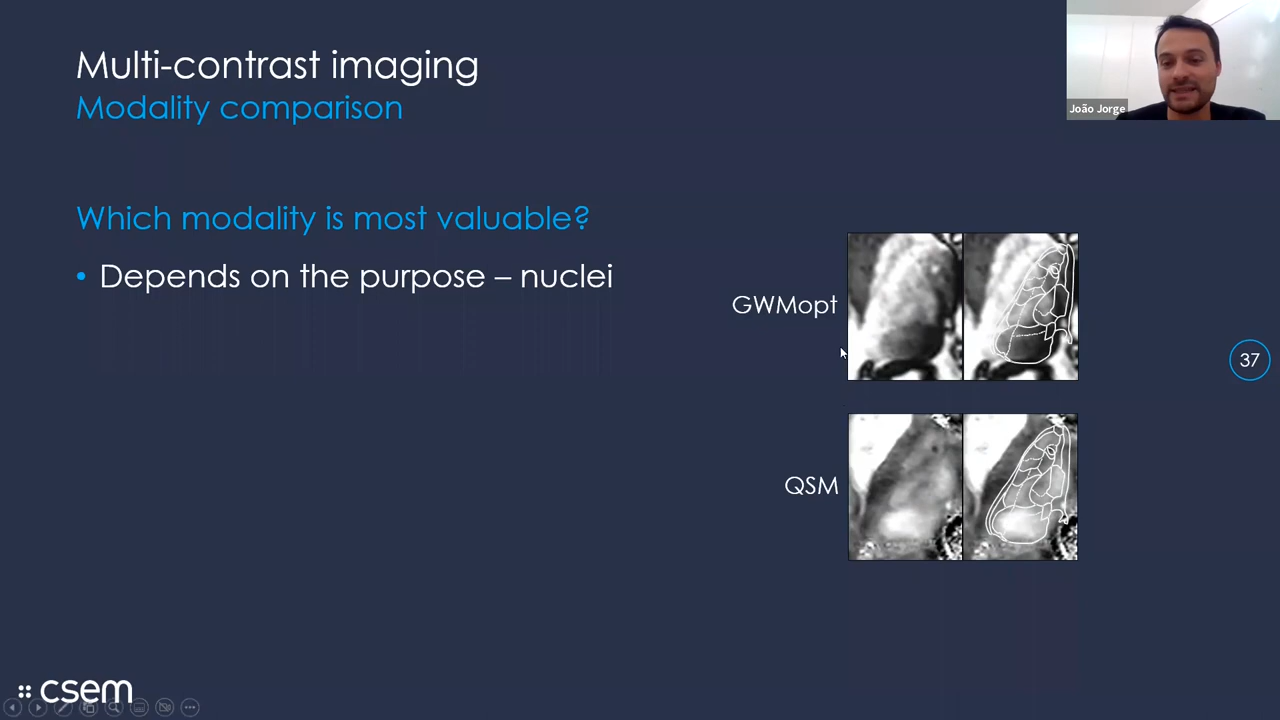 Multi-contrast imaging
Modality comparison
João Jorge
Which modality is most valuable?
• Depends on the purpose – nuclei
GWMopt
37
QSM
csem